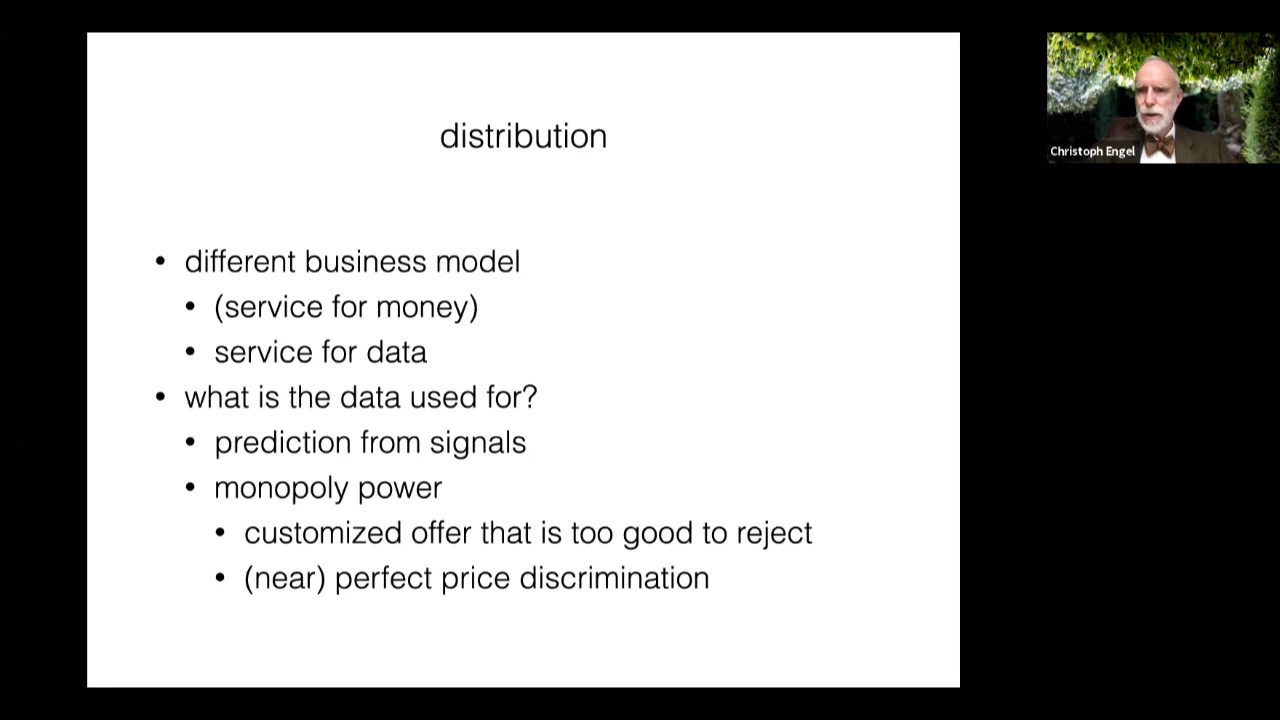 distribution
• different business model
• (service for money)
• service for data
• what is the data used for?
• prediction from signals
• monopoly power
• customized offer that is too good to reject
• (near) perfect price discrimination
Christoph Engel